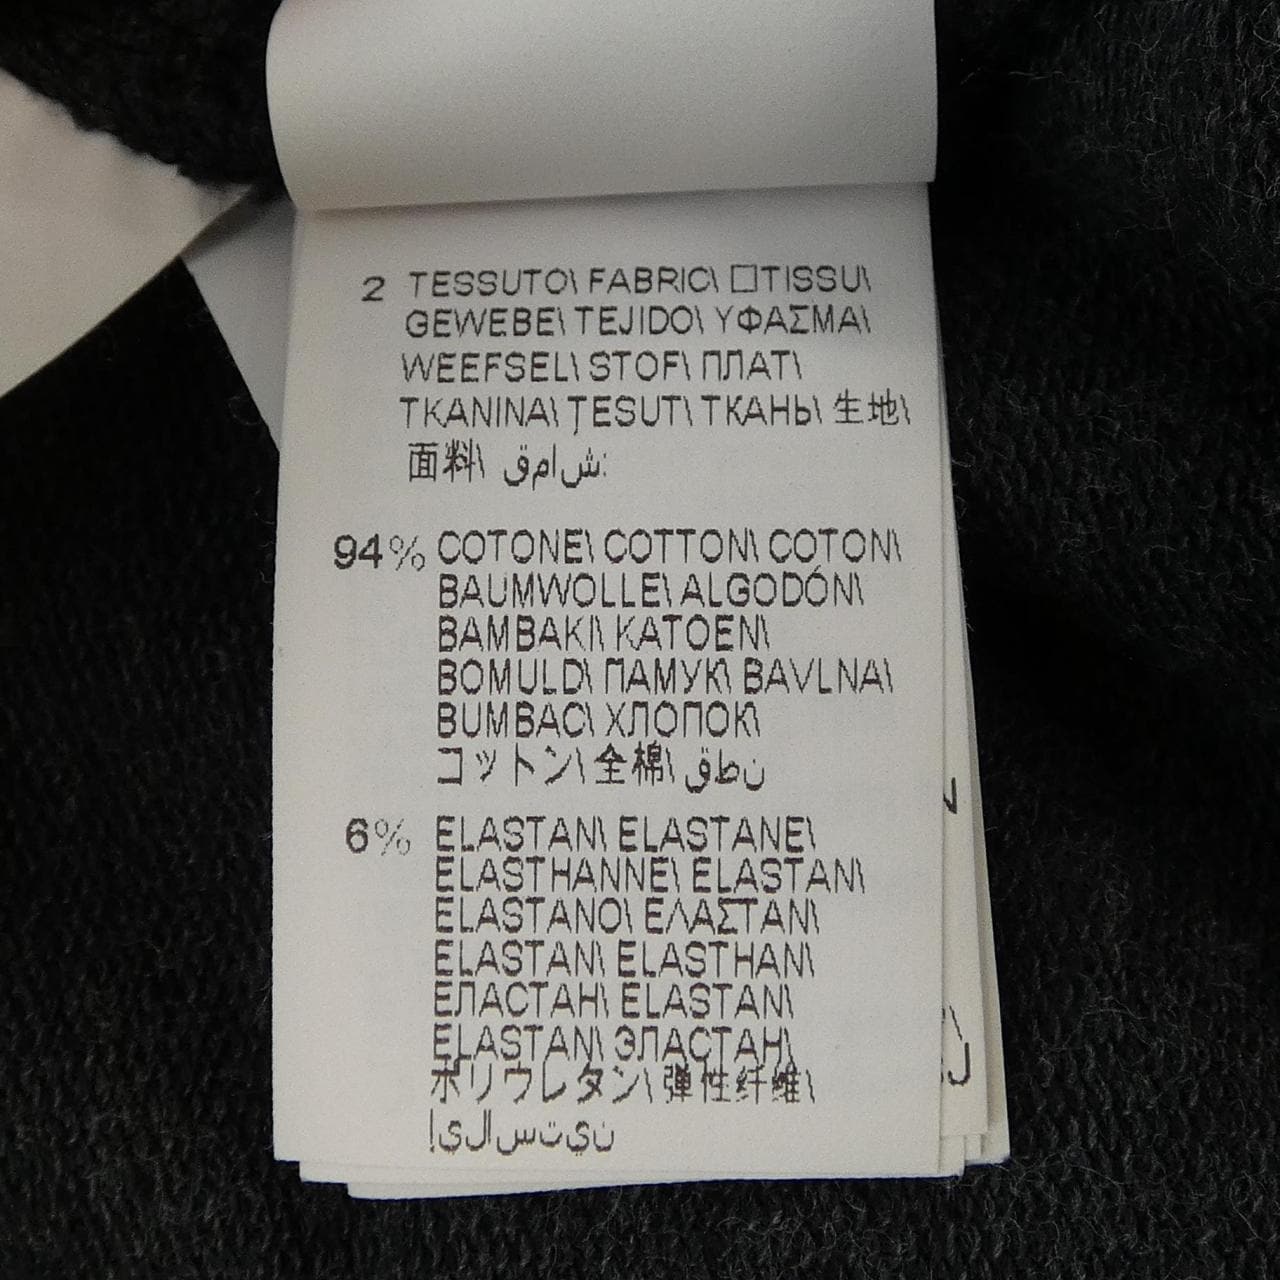 2 TESSUTO\ FABRIC\ □TISSU\
GEWEBE\ TEJIDO\ ΥΦΑΣΜΑ\
WEEFSEL\ STOF\ ПЛАТ\
TKANINA\ ŢESUT\ ТКАНЬ\ 生地\
面料\ قماش:
94% COTONE\ COTTON\ COTON\
BAUMWOLLE\ ALGODÓN\
BAMBAKI\ KATOEN\
BOMULD\ ПАМУК\ BAVLNA\
BUMBAC\ ХЛОПОК\
コットン\ 全棉\ قطن
6% ELASTAN\ ELASTANE\
ELASTHANNE\ ELASTAN\
ELASTANO\ ΕΛΑΣΤΑΝ\
ELASTAN\ ELASTHAN\
ЕЛАСТАН\ ELASTAN\
ELASTAN\ ЭЛАСТАН\
ポリウレタン\ 弹性纤维\
إيلاستين